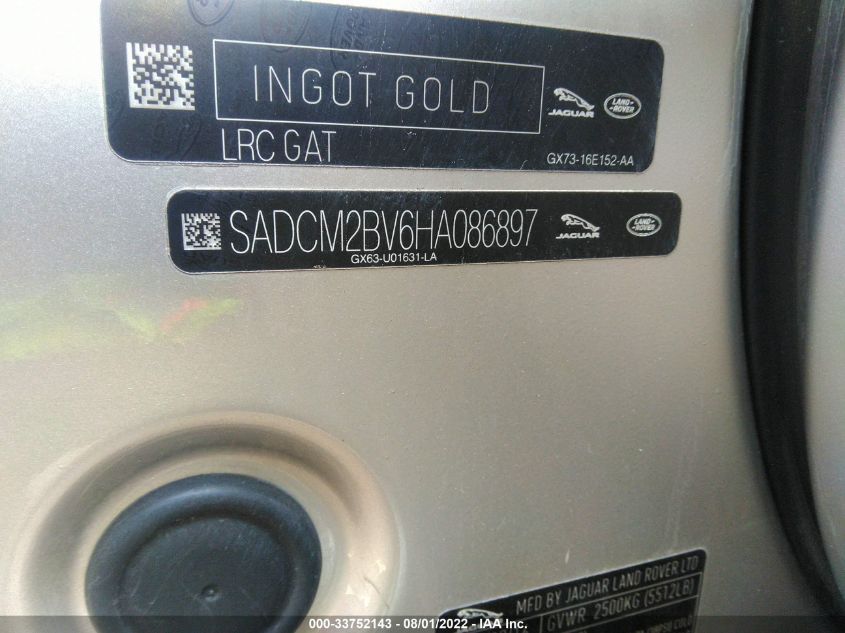 INGOT GOLD
JAGUAR
LAND-
ROVER
LRC GAT
GX73-16E152-AA
SADCM2BV6HA086897
JAGUAR
LAND-
ROVER
GX63-U01631-LA
MFD BY JAGUAR LAND ROVER LTD
GVWR 2500KG (5512LB)
000-33752143 - 08/01/2022 - IAA Inc.